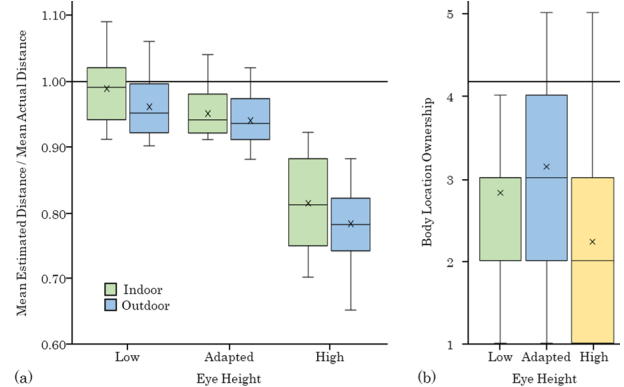 Mean Estimated Distance / Mean Actual Distance
1.10
1.00
0.90
0.80
0.70
0.60
Indoor
Outdoor
Low Adapted High
Eye Height
(a)
Body Location Ownership
5
4
3
2
1
Low Adapted High
Eye Height
(b)